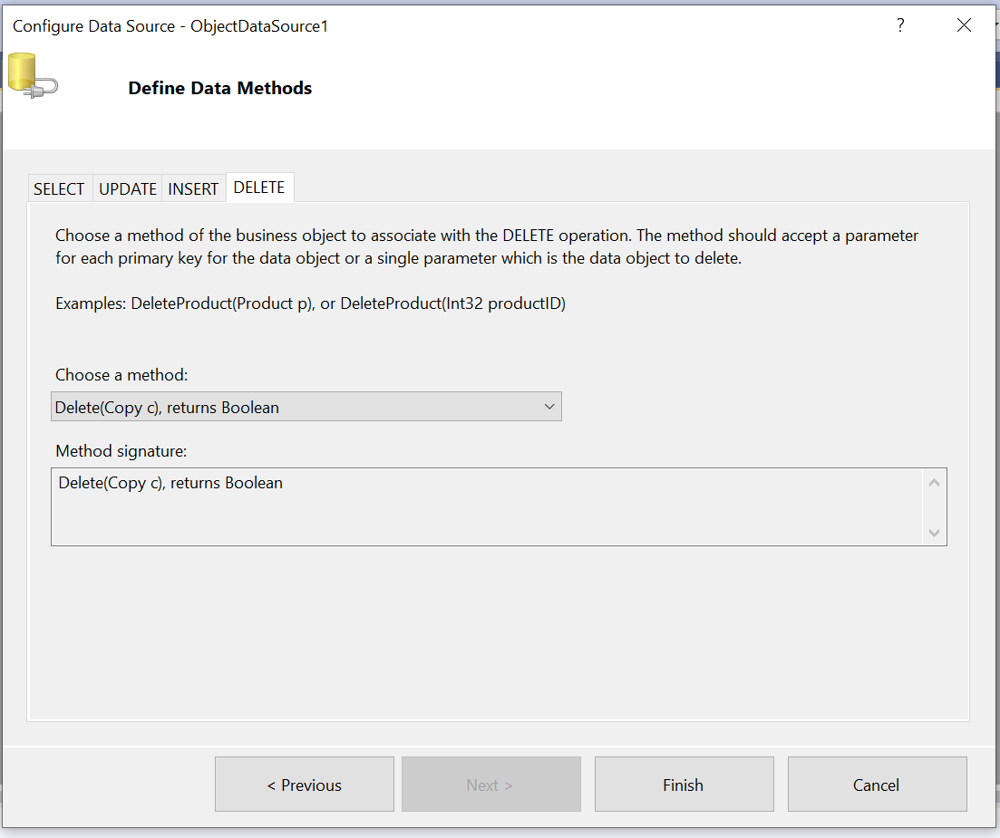 Configure Data Source - ObjectDataSource1
?
Define Data Methods
SELECT UPDATE INSERT DELETE
Choose a method of the business object to associate with the DELETE operation. The method should accept a parameter
for each primary key for the data object or a single parameter which is the data object to delete.
Examples: DeleteProduct(Product p), or DeleteProduct(Int32 productID)
Choose a method:
Delete(Copy c), returns Boolean
Method signature:
Delete(Copy c), returns Boolean
< Previous Next > Finish Cancel